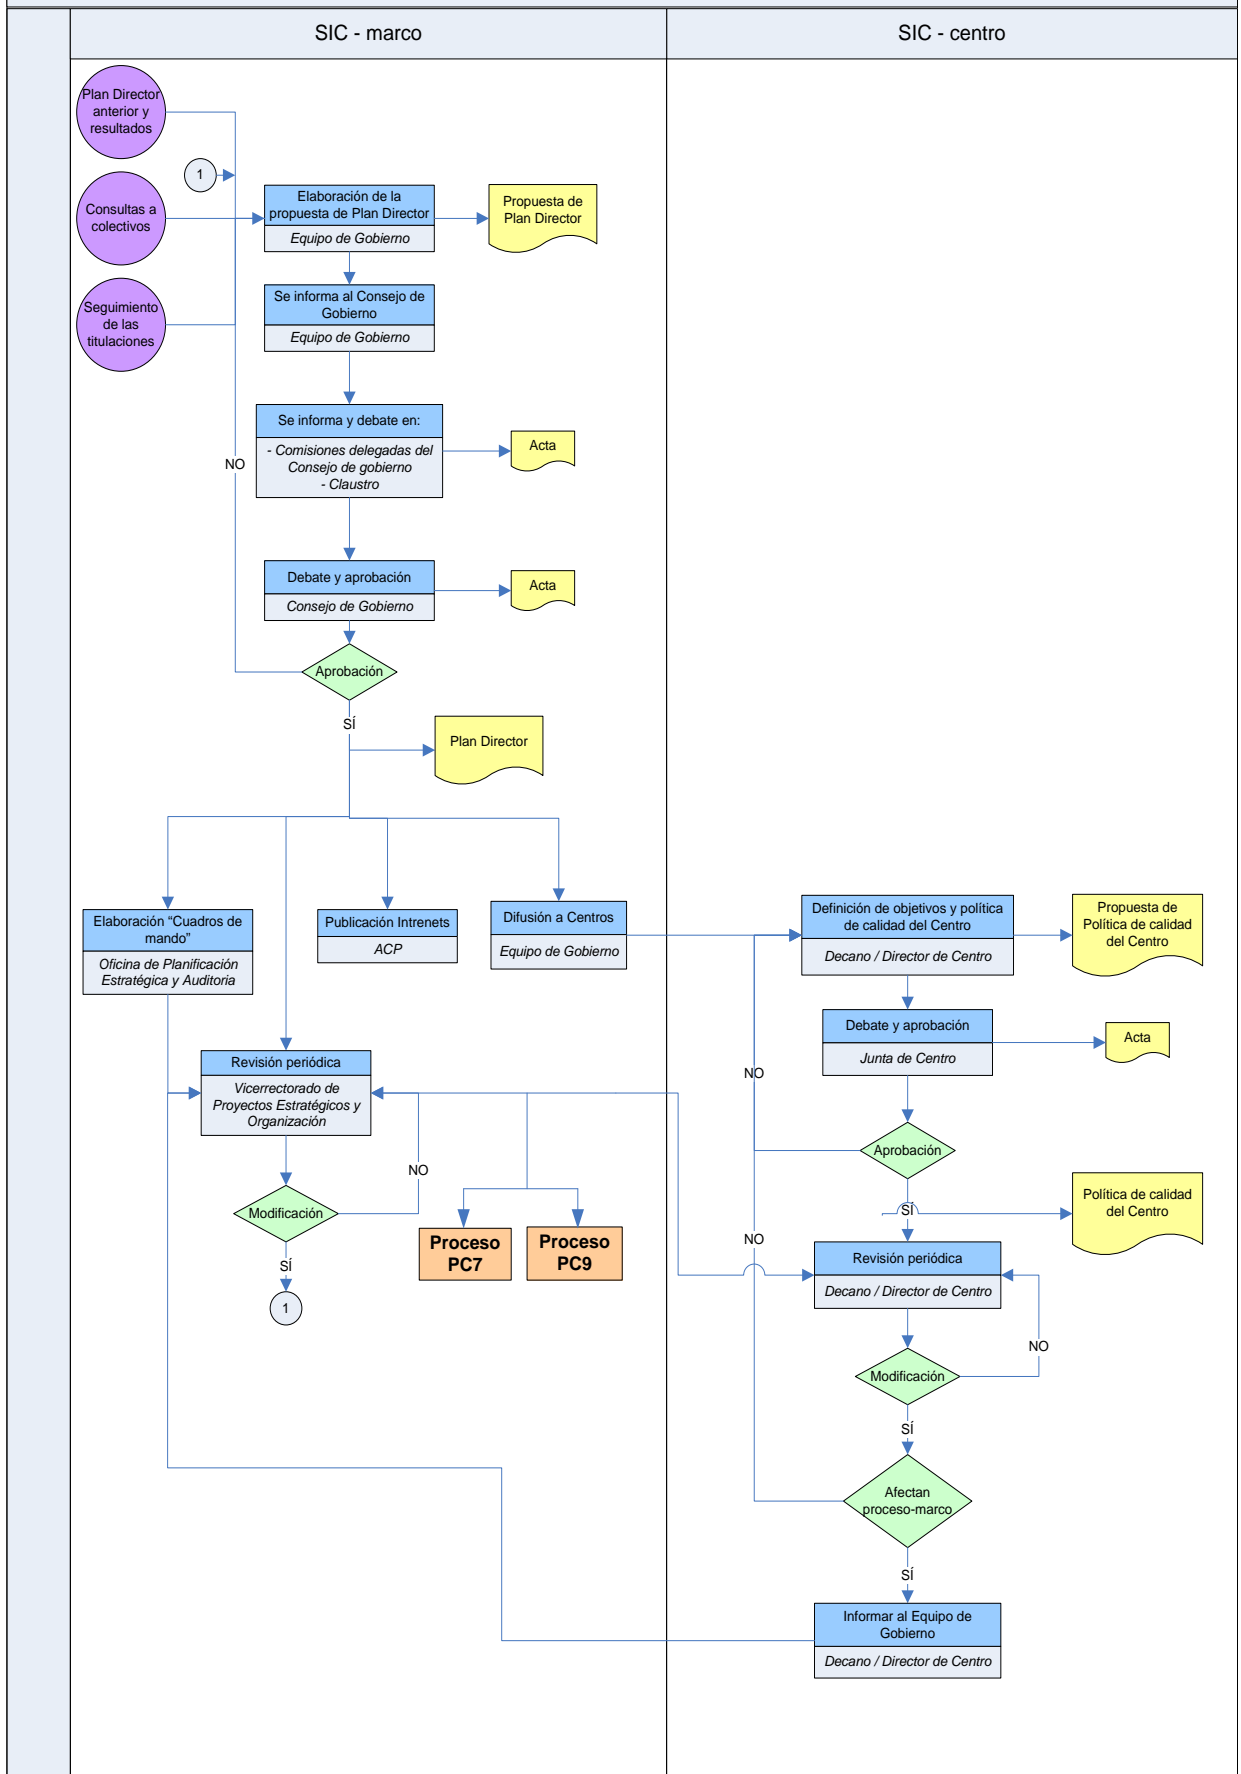 SIC - marco
SIC - centro
Plan Director
anterior y
resultados
1
Consultas a
colectivos
Seguimiento
de las
titulaciones
Elaboración de la
propuesta de Plan Director
Equipo de Gobierno
Propuesta de
Plan Director
Se informa al Consejo de
Gobierno
Equipo de Gobierno
Se informa y debate en:
- Comisiones delegadas del
Consejo de gobierno
- Claustro
Acta
NO
Debate y aprobación
Consejo de Gobierno
Acta
Aprobación
SÍ
Plan Director
Elaboración “Cuadros de
mando”
Oficina de Planificación
Estratégica y Auditoria
Publicación Intrenets
ACP
Difusión a Centros
Equipo de Gobierno
Definición de objetivos y política
de calidad del Centro
Decano / Director de Centro
Propuesta de
Política de calidad
del Centro
Debate y aprobación
Junta de Centro
Acta
NO
Aprobación
SÍ
Política de calidad
del Centro
Revisión periódica
Vicerrectorado de
Proyectos Estratégicos y
Organización
NO
Modificación
SÍ
1
Proceso
PC7
Proceso
PC9
NO
Revisión periódica
Decano / Director de Centro
NO
Modificación
SÍ
Afectan
proceso-marco
SÍ
Informar al Equipo de
Gobierno
Decano / Director de Centro